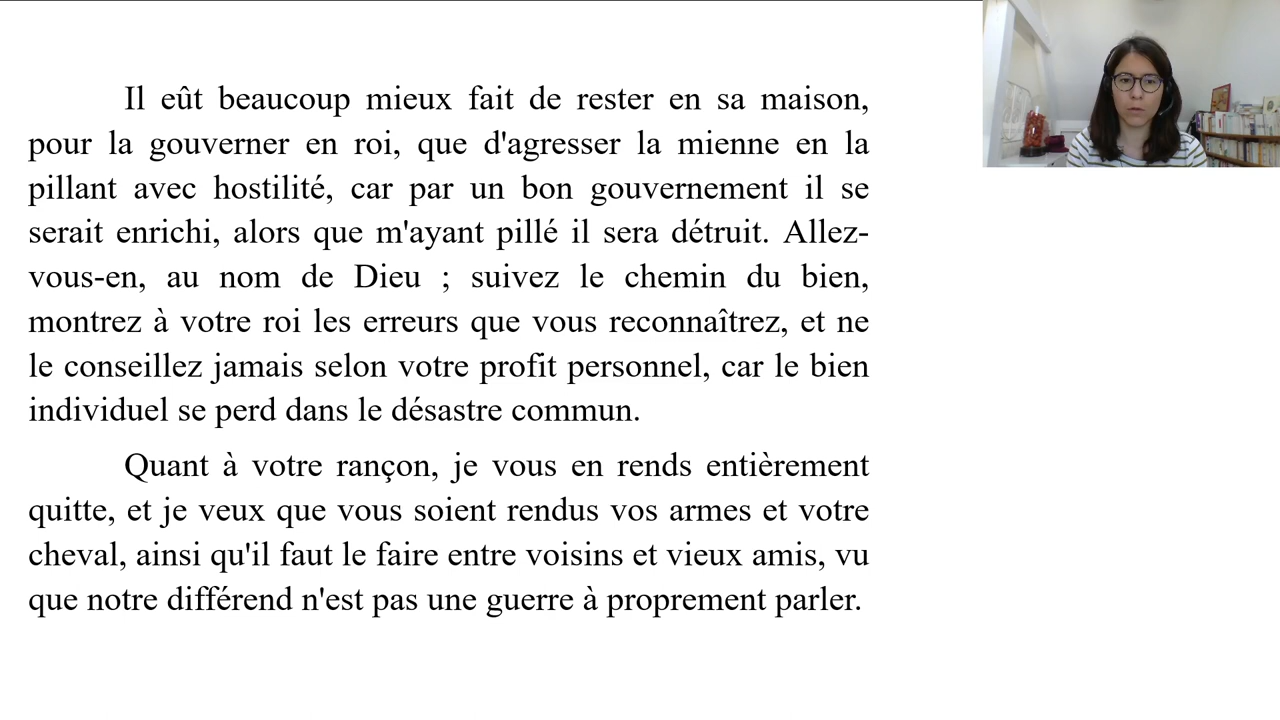 Il eût beaucoup mieux fait de rester en sa maison,
pour la gouverner en roi, que d'agresser la mienne en la
pillant avec hostilité, car par un bon gouvernement il se
serait enrichi, alors que m'ayant pillé il sera détruit. Allez-
vous-en, au nom de Dieu ; suivez le chemin du bien,
montrez à votre roi les erreurs que vous reconnaîtrez, et ne
le conseillez jamais selon votre profit personnel, car le bien
individuel se perd dans le désastre commun.
Quant à votre rançon, je vous en rends entièrement
quitte, et je veux que vous soient rendus vos armes et votre
cheval, ainsi qu'il faut le faire entre voisins et vieux amis, vu
que notre différend n'est pas une guerre à proprement parler.